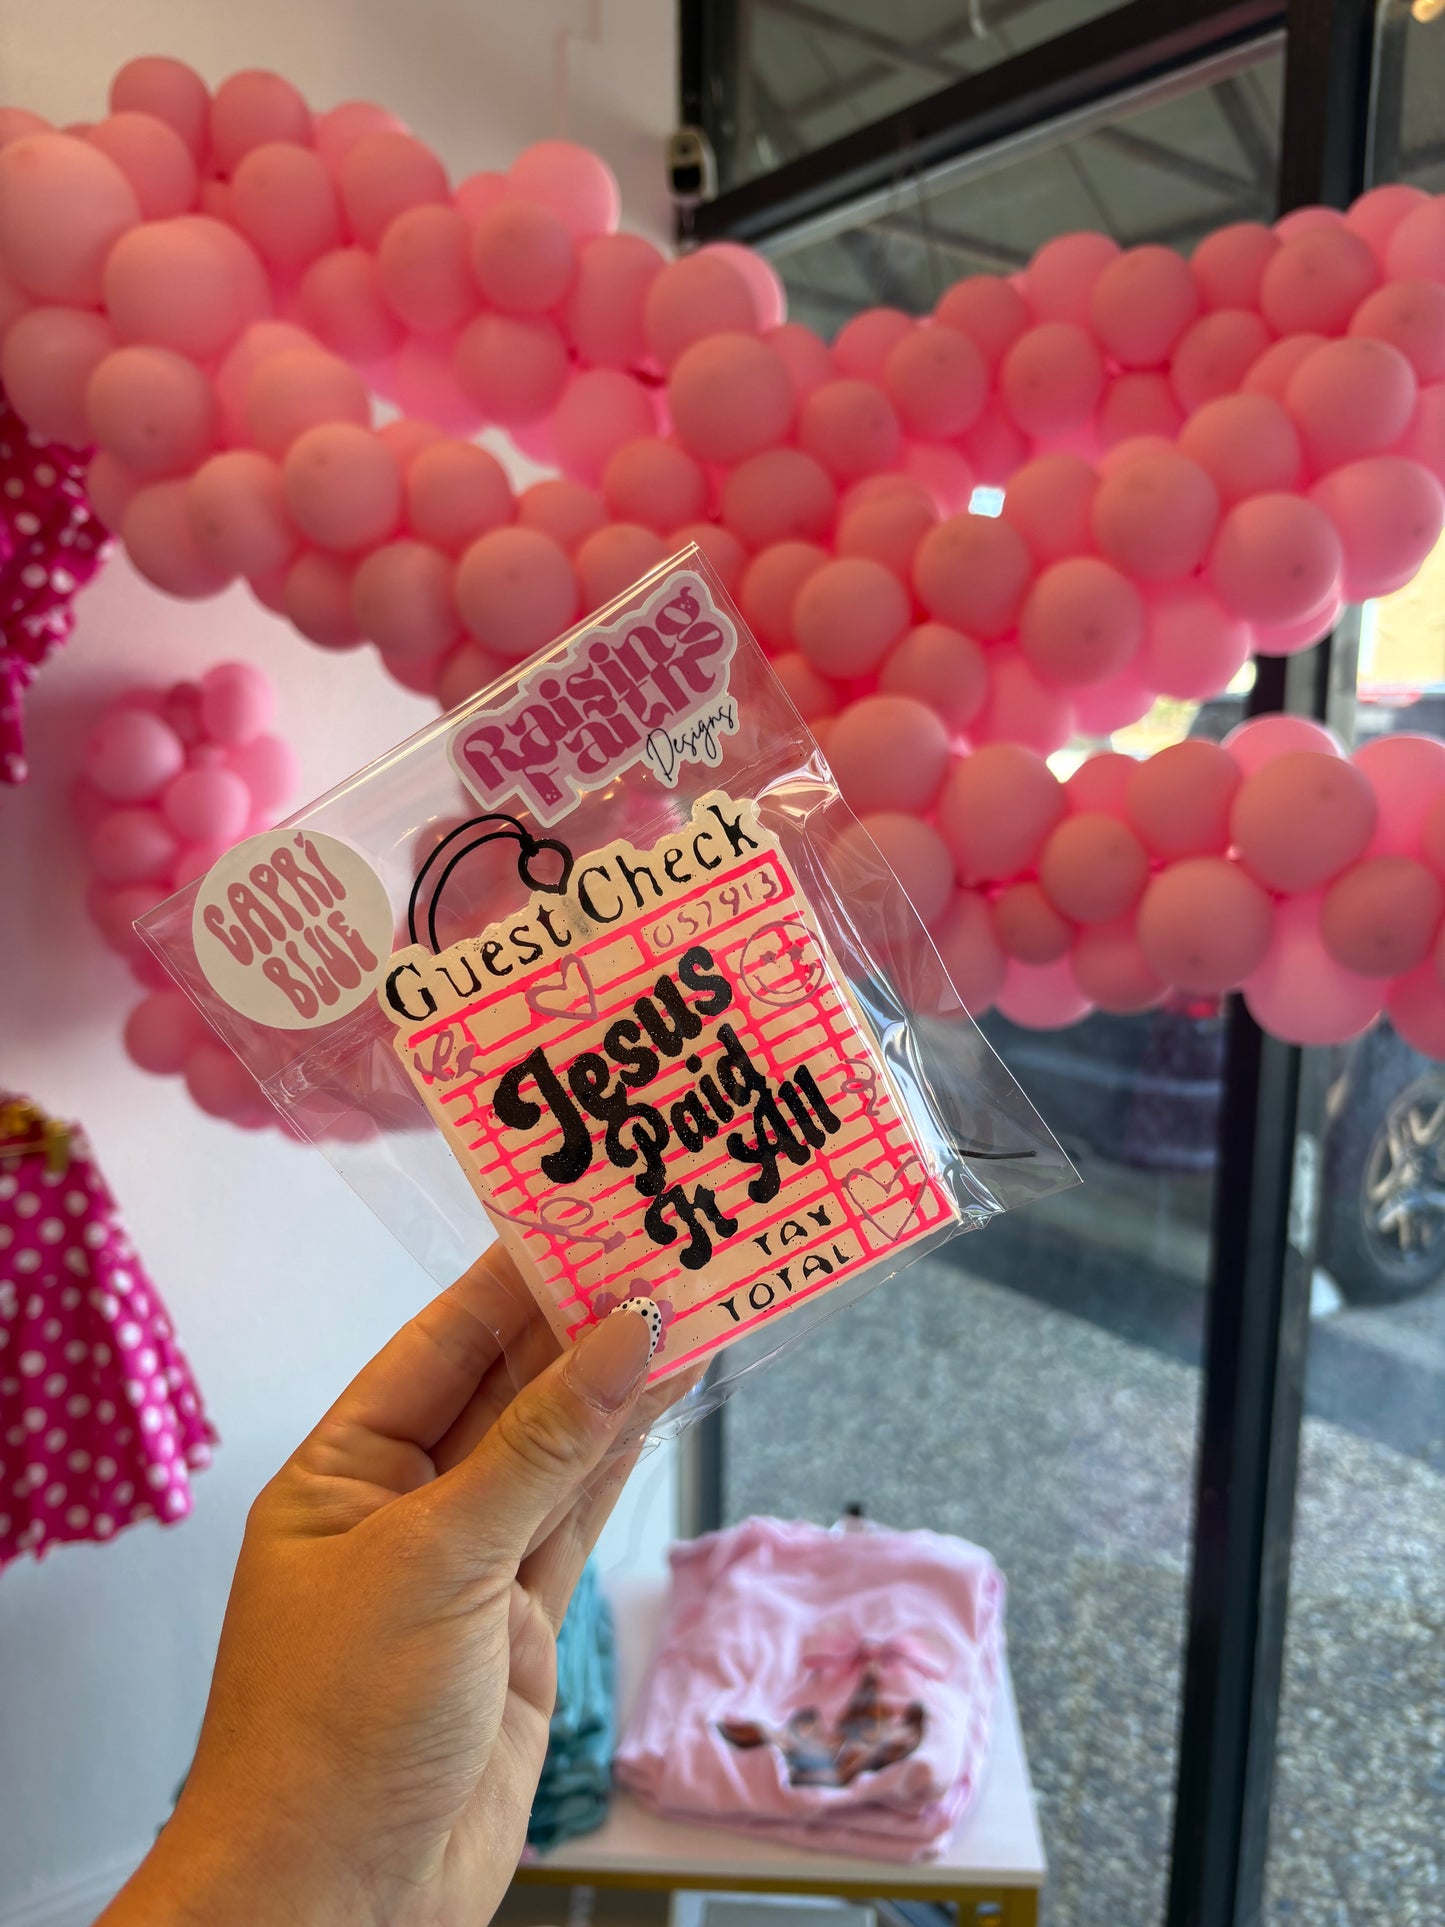 Raising
Faith
Designs
CAPRI
BLUE
Guest Check
057913
Jesus
Paid
It All
TAX
TOTAL